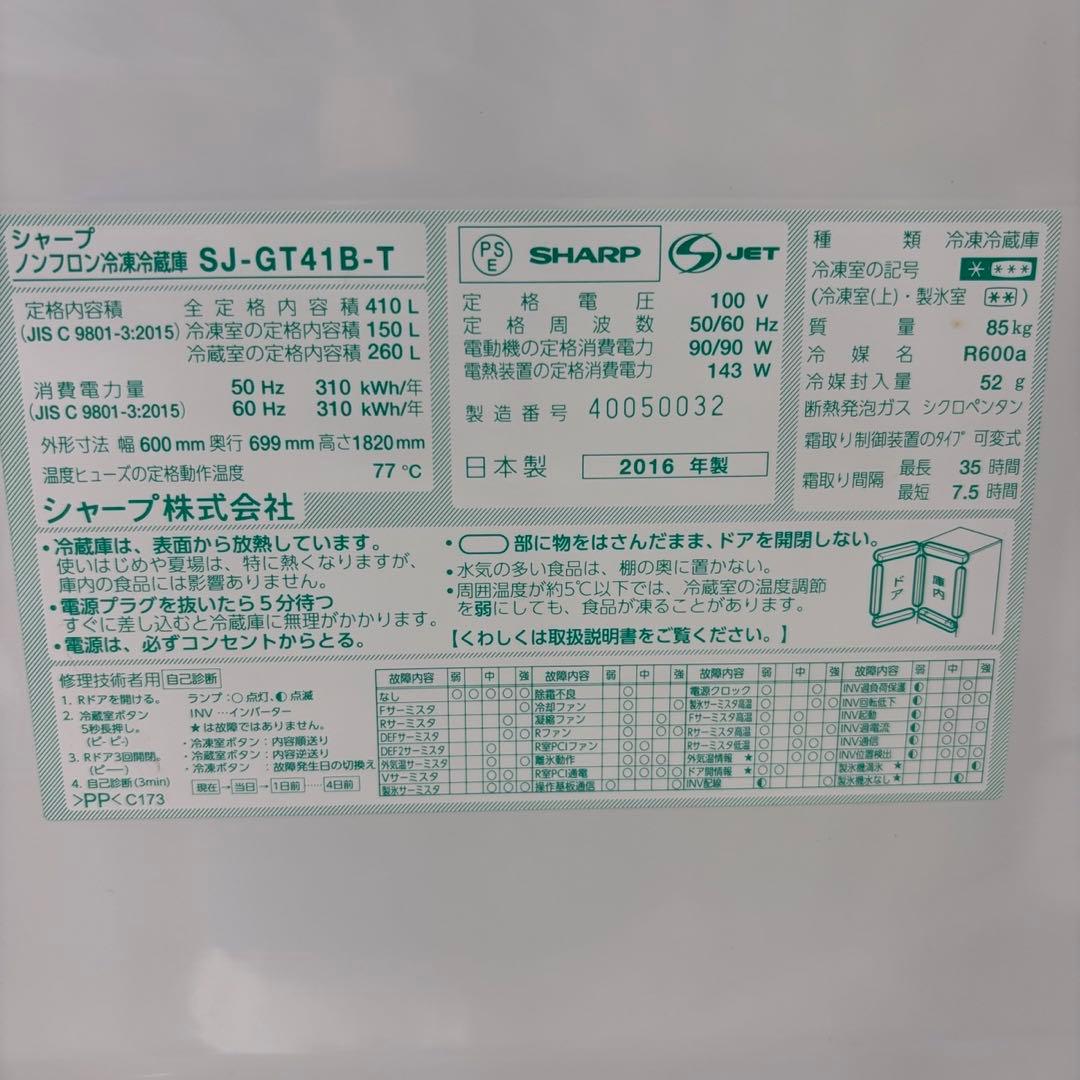 シャープ
ノンフロン冷凍冷蔵庫 SJ-GT41B-T
定格内容積 全定格内容積 410 L
(JIS C 9801-3:2015) 冷凍室の定格内容積 150 L
冷蔵室の定格内容積 260 L
消費電力量 50 Hz 310 kWh/年
(JIS C 9801-3:2015) 60 Hz 310 kWh/年
外形寸法 幅 600 mm 奥行 699 mm 高さ 1820 mm
温度ヒューズの定格動作温度 77 ℃
シャープ株式会社
PSE SHARP S JET
定格電圧 100 V
定格周波数 50/60 Hz
電動機の定格消費電力 90/90 W
電熱装置の定格消費電力 143 W
製造番号 40050032
日本製 2016 年製
種類 冷凍冷蔵庫
冷凍室の記号 * ***
(冷凍室(上)・製氷室 ** )
質量 85 kg
冷媒名 R600a
冷媒封入量 52 g
断熱発泡ガス シクロペンタン
霜取り制御装置のタイプ 可変式
霜取り間隔 最長 35 時間
最短 7.5 時間
・冷蔵庫は、表面から放熱しています。
使いはじめや夏場は、特に熱くなりますが、
庫内の食品には影響ありません。
・電源プラグを抜いたら5分待つ
すぐに差し込むと冷蔵庫に無理がかかります。
・電源は、必ずコンセントからとる。
・ 部に物をはさんだまま、ドアを開閉しない。
・水気の多い食品は、棚の奥に置かない。
・周囲温度が約5℃以下では、冷蔵室の温度調節
を弱にしても、食品が凍ることがあります。
【くわしくは取扱説明書をご覧ください。】
ドア 庫内
修理技術者用 自己診断
1. Rドアを開ける。
2. 冷蔵室ボタン
5秒長押し。
(ピーピー)
3. Rドア3回開閉。
(ピー)
4. 自己診断(3min)
>PP< C173
ランプ:○点灯、◐点滅
INV…インバーター
★は故障ではありません。
・冷凍室ボタン:内容順送り
・冷蔵室ボタン:内容逆送り
・冷凍ボタン:故障発生日の切換え
現在→当日→1日前‥‥4日前
故障内容 弱 中 強
なし ○ ○ ○ ○ ○
Fサーミスタ
Rサーミスタ
DEFサーミスタ
DEF2サーミスタ
外気温サーミスタ
Vサーミスタ
製氷サーミスタ
故障内容 弱 中 強
除霜不良
冷却ファン
凝縮ファン
Rファン
R室PCIファン
離氷動作
R室PCI通電
操作基板通信
故障内容 弱 中 強
電源クロック
製氷サーミスタ高温
Fサーミスタ高温
Rサーミスタ高温
Rサーミスタ低温
外気温情報 ★
ドア開情報 ★
INV配線
故障内容 弱 中 強
INV過負荷保護
INV回転低下
INV起動
INV過電流
INV通信
INV位置検出
製氷機満氷 ★
製氷機水なし ★